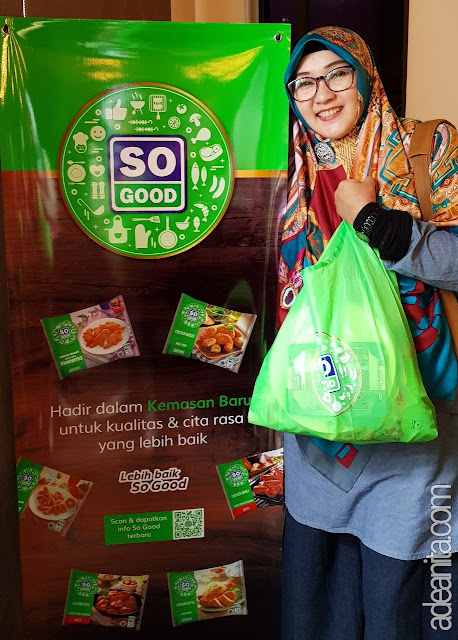 SO
GOOD
Hadir dalam Kemasan Baru
untuk kualitas & cita rasa
yang lebih baik
Lebih baik
So Good
Scan & dapatkan
info So Good
terbaru
SO
adeanita.com